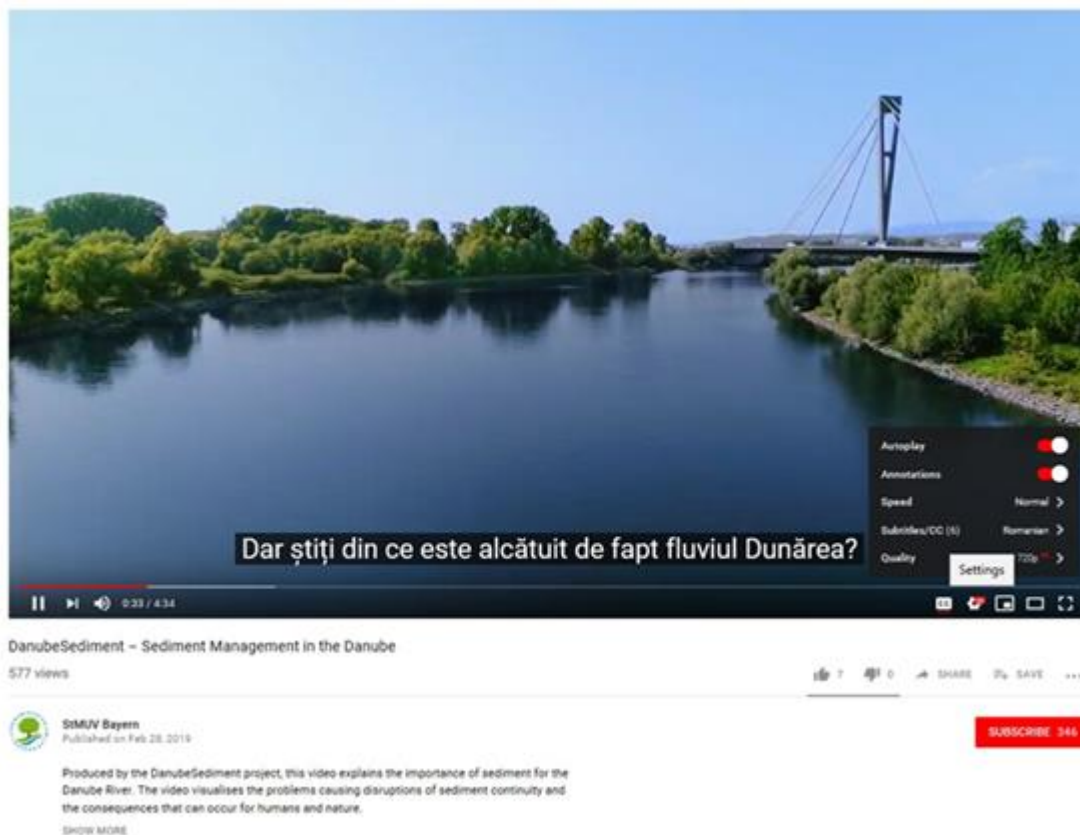 Autoplay
Annotations
Speed Normal
Subtitles/CC (6) Romanian
Quality 720p
Settings
Dar știți din ce este alcătuit de fapt fluviul Dunărea?
0:33 / 4:34
DanubeSediment – Sediment Management in the Danube
577 views
7 0 SHARE SAVE
StMUV Bayern
Published on Feb 28, 2019
SUBSCRIBE 346
Produced by the DanubeSediment project, this video explains the importance of sediment for the
Danube River. The video visualises the problems causing disruptions of sediment continuity and
the consequences that can occur for humans and nature.
SHOW MORE